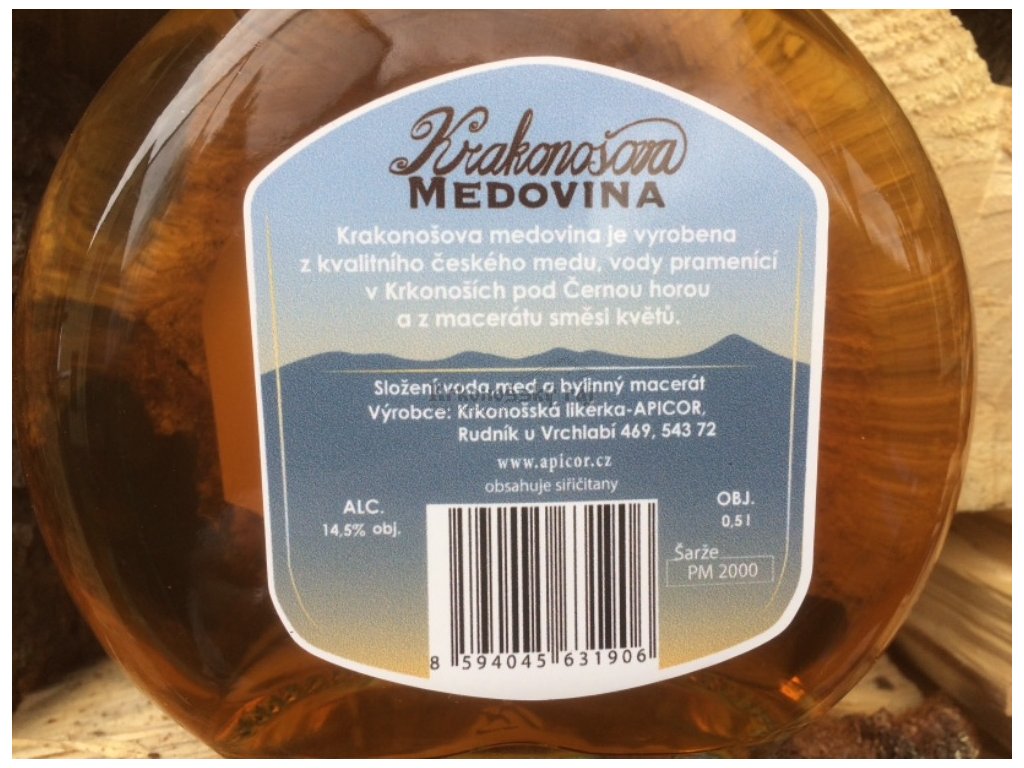 Krakonošova
MEDOVINA
Krakonošova medovina je vyrobena
z kvalitního českého medu, vody pramenící
v Krkonoších pod Černou horou
a z macerátu směsi květů.
Složení:voda,med a bylinný macerát
Výrobce: Krkonošská likérka-APICOR,
Rudník u Vrchlabí 469, 543 72
www.apicor.cz
obsahuje siřičitany
ALC.
14,5% obj.
OBJ.
0,5 l
Šarže
PM 2000
8 594045 631906